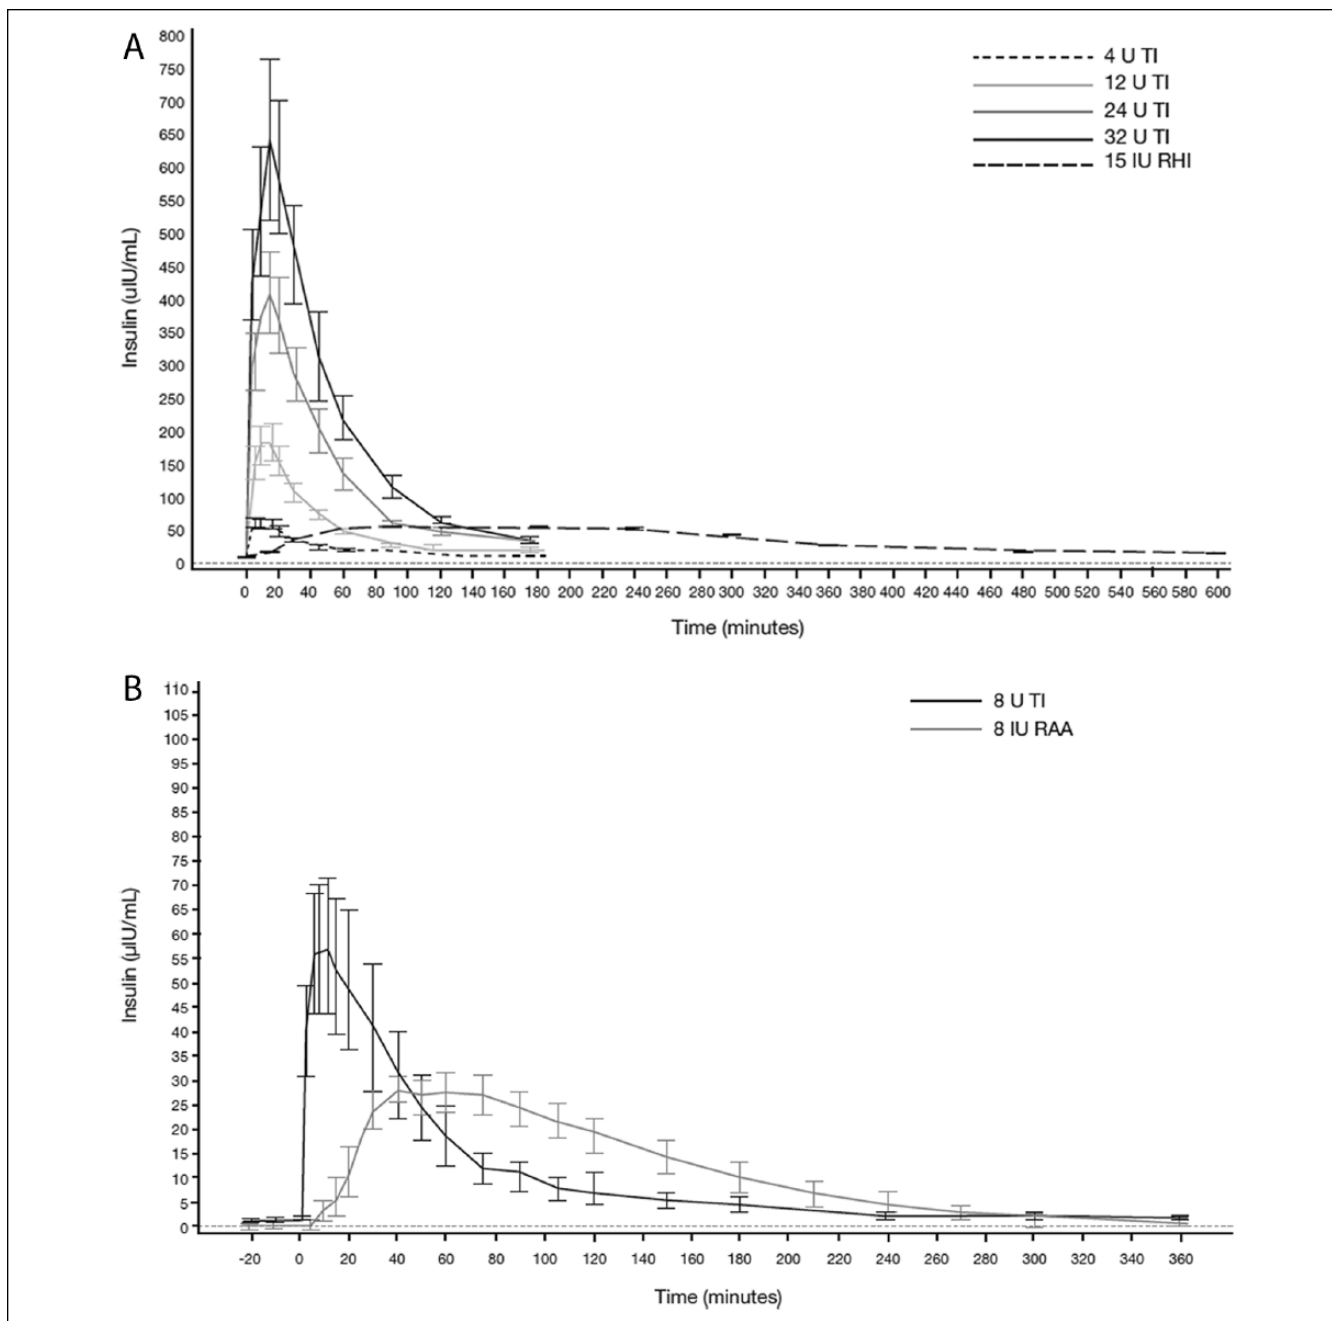 A
800
750
700
650
600
550
500
450
400
350
300
250
200
150
100
50
0
Insulin (uIU/mL)
4 U TI
12 U TI
24 U TI
32 U TI
15 IU RHI
0 20 40 60 80 100 120 140 160 180 200 220 240 260 280 300 320 340 360 380 400 420 440 460 480 500 520 540 560 580 600
Time (minutes)
B
110
105
100
95
90
85
80
75
70
65
60
55
50
45
40
35
30
25
20
15
10
5
0
Insulin (µIU/mL)
8 U TI
8 IU RAA
-20 0 20 40 60 80 100 120 140 160 180 200 220 240 260 280 300 320 340 360
Time (minutes)